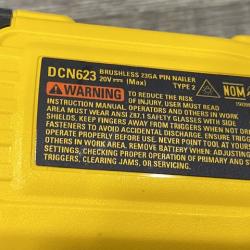 DCN623 BRUSHLESS 23GA PIN NAILER
20V (Max) TYPE 2
NOM
WARNING TO REDUCE THE RISK
OF INJURY, USER MUST READ
INSTRUCTION MANUAL. OPERATORS AND OTHERS IN WORK
AREA MUST WEAR ANSI Z87.1 SAFETY GLASSES WITH SIDE
SHIELDS. KEEP FINGERS AWAY FROM TRIGGERS WHEN NOT DRIVING
FASTENERS TO AVOID ACCIDENTAL DISCHARGE. ENSURE TRIGGER
OPERATE PROPERLY BEFORE USE. NEVER POINT TOOL AT YOURSELF
OTHERS IN WORK AREA. REMOVE BATTERY WHEN ADJUSTING
SETTINGS, CHECKING PROPER OPERATION OF PRIMARY AND
TRIGGERS, CLEARING JAMS, OR SERVICING.